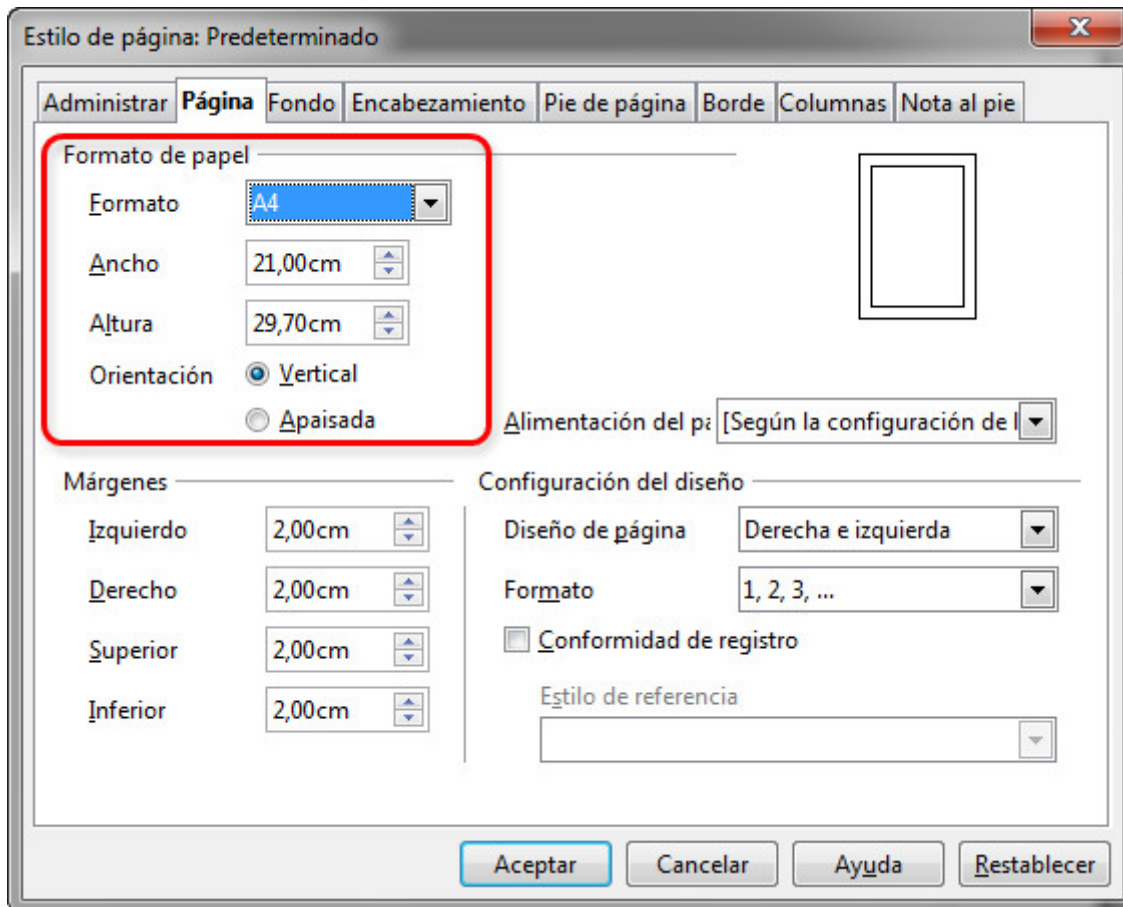 Estilo de página: Predeterminado
Administrar Página Fondo Encabezamiento Pie de página Borde Columnas Nota al pie
Formato de papel
Formato A4
Ancho 21,00cm
Altura 29,70cm
Orientación Vertical
Apaisada
Alimentación del pa [Según la configuración de l
Márgenes
Izquierdo 2,00cm
Derecho 2,00cm
Superior 2,00cm
Inferior 2,00cm
Configuración del diseño
Diseño de página Derecha e izquierda
Formato 1, 2, 3, ...
Conformidad de registro
Estilo de referencia
Aceptar Cancelar Ayuda Restablecer